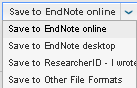 Save to EndNote online
Save to EndNote online
Save to EndNote desktop
Save to ResearcherID - I wrote
Save to Other File Formats